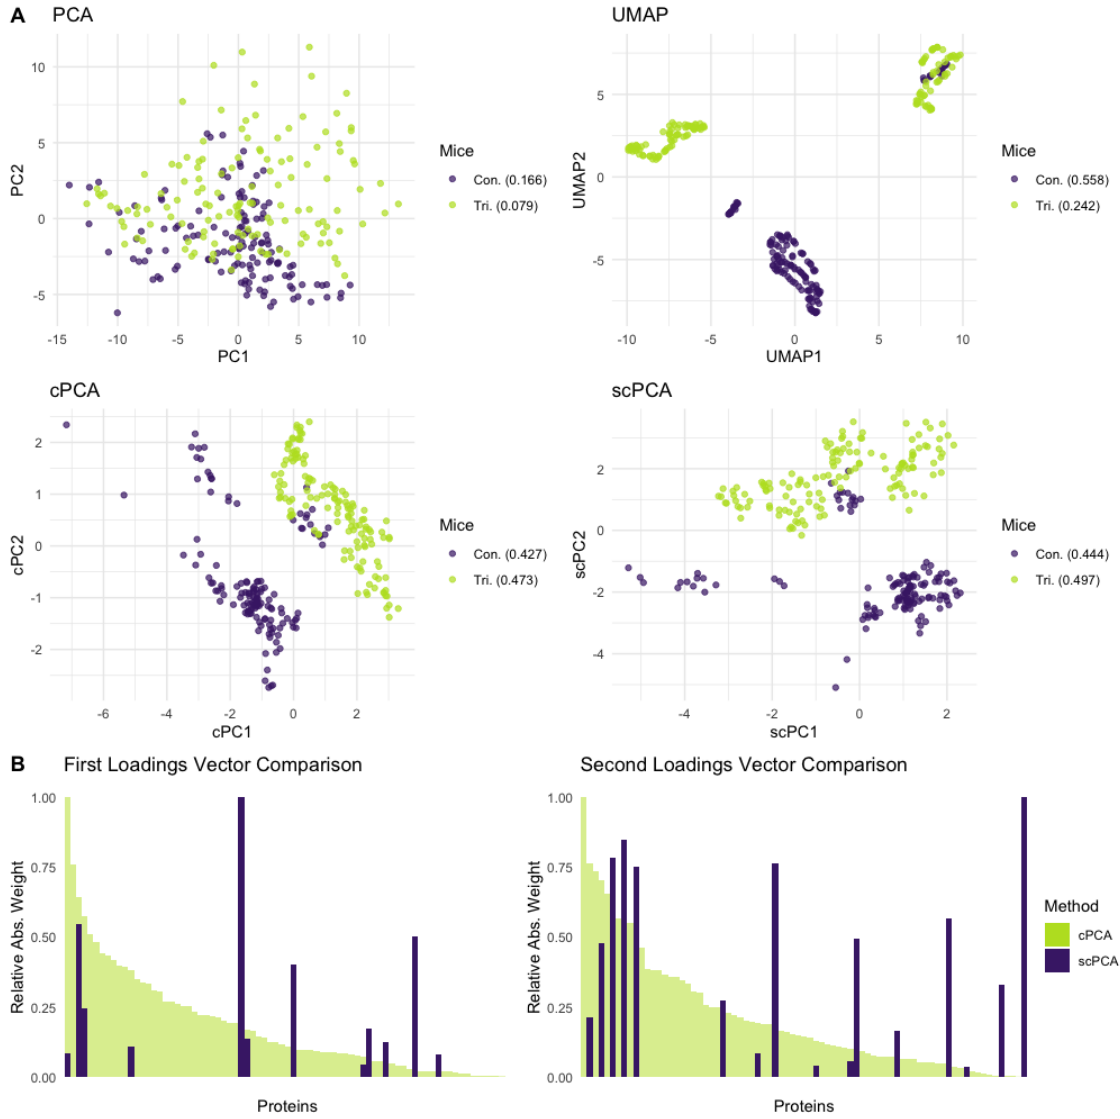 A
PCA
10
5
0
-5
PC2
-15
-10
-5
0
5
10
PC1
Mice
Con. (0.166)
Tri. (0.079)
UMAP
5
0
-5
UMAP2
-10
-5
0
5
10
UMAP1
Mice
Con. (0.558)
Tri. (0.242)
cPCA
2
1
0
-1
-2
cPC2
-6
-4
-2
0
2
cPC1
Mice
Con. (0.427)
Tri. (0.473)
scPCA
2
0
-2
-4
scPC2
-4
-2
0
2
scPC1
Mice
Con. (0.444)
Tri. (0.497)
B
First Loadings Vector Comparison
1.00
0.75
0.50
0.25
0.00
Relative Abs. Weight
Proteins
Second Loadings Vector Comparison
1.00
0.75
0.50
0.25
0.00
Relative Abs. Weight
Proteins
Method
cPCA
scPCA